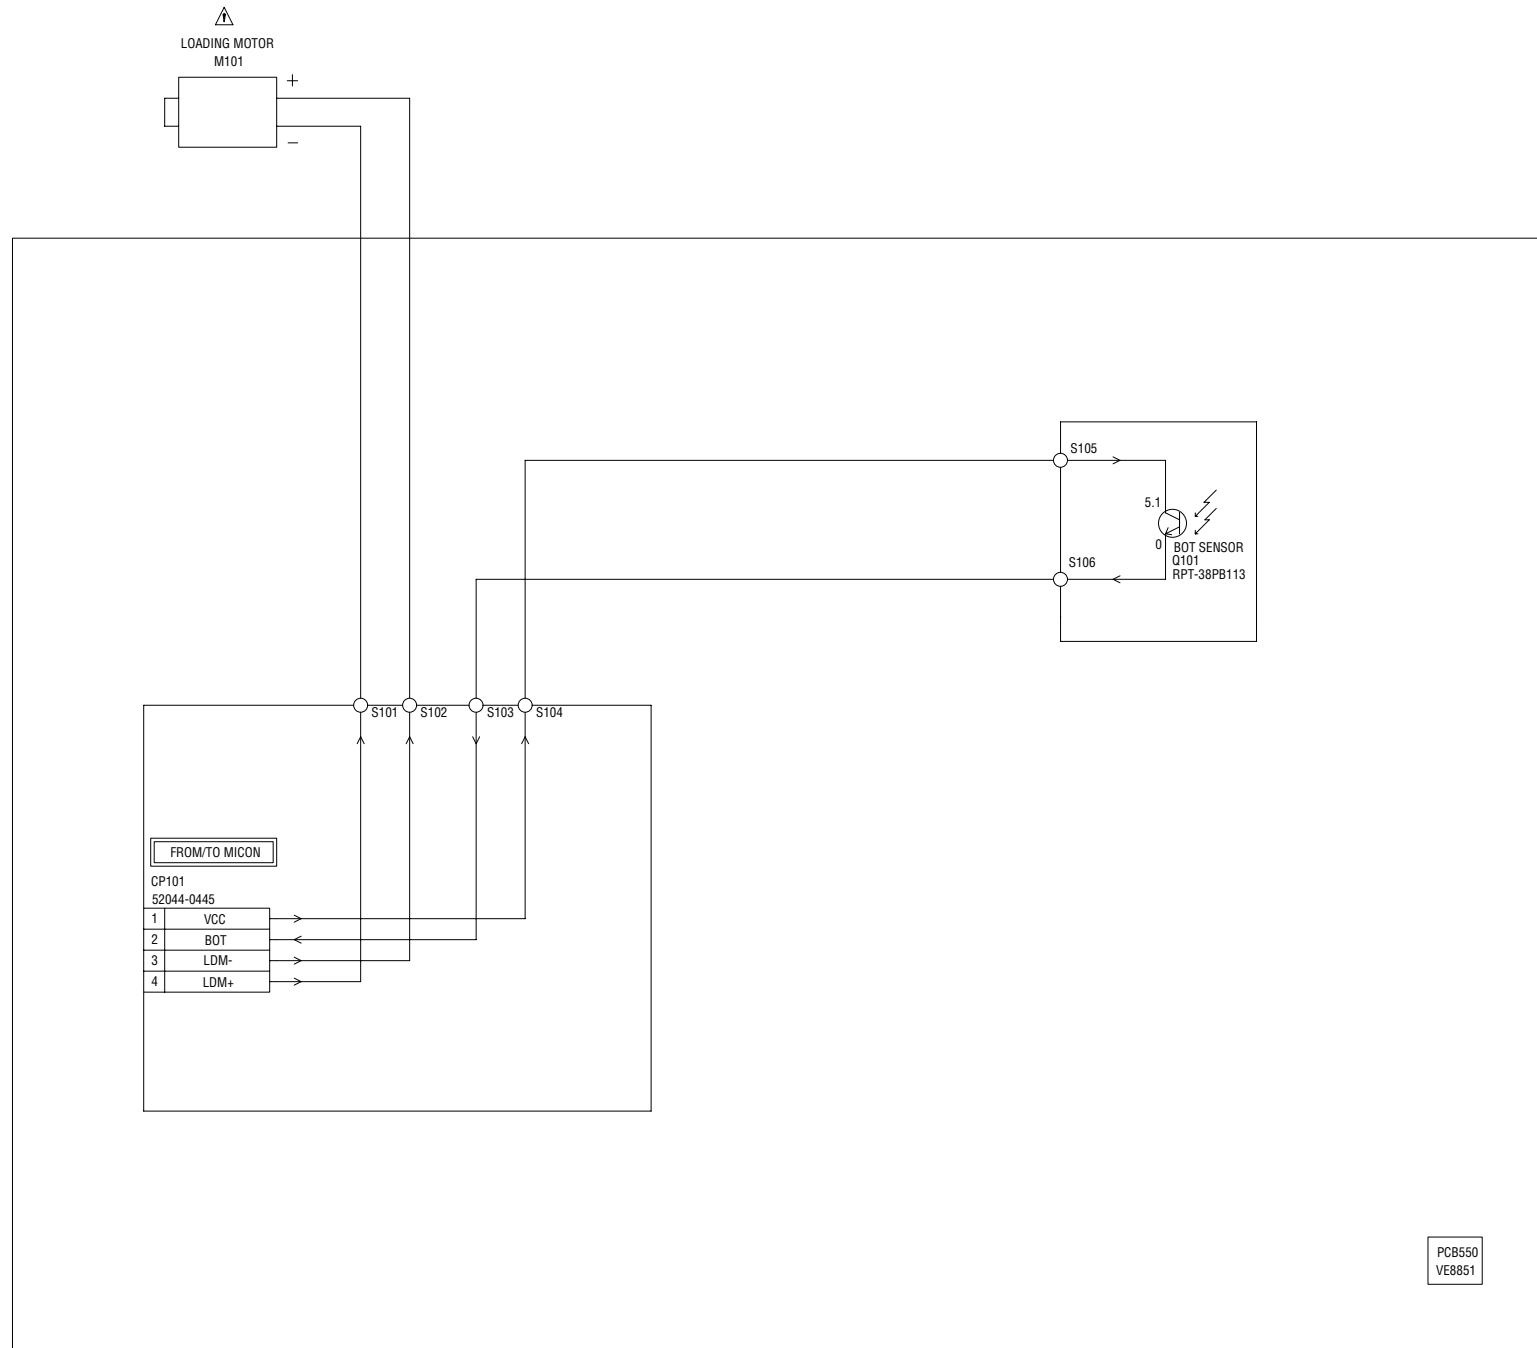 LOADING MOTOR
M101
+
−
S105
5.1
0
BOT SENSOR
Q101
RPT-38PB113
S106
S101
S102
S103
S104
FROM/TO MICON
CP101
52044-0445
1 VCC
2 BOT
3 LDM-
4 LDM+
PCB550
VE8851